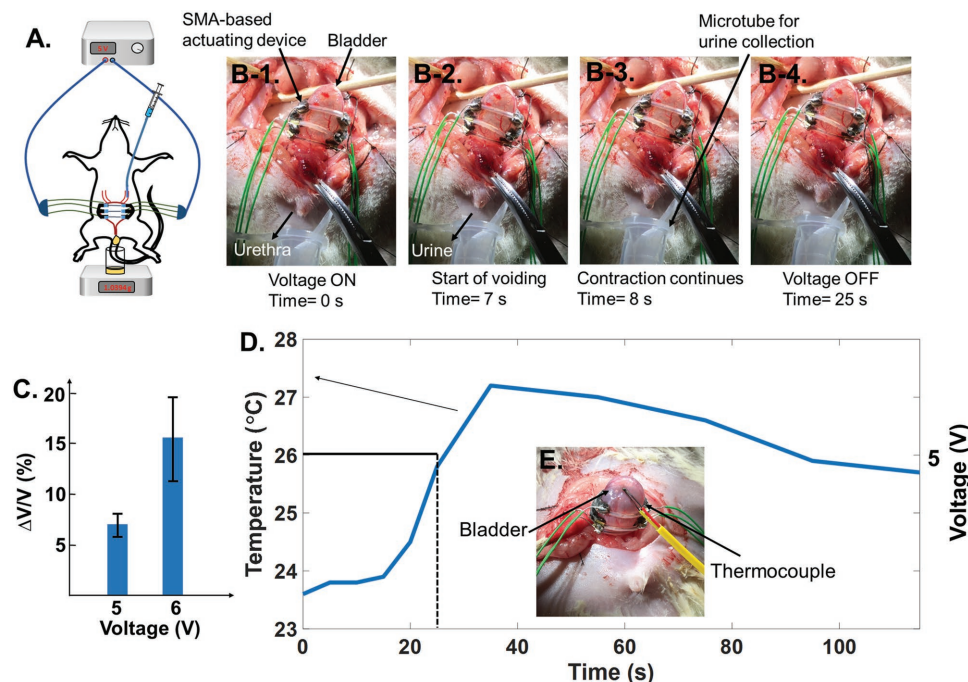 A.
5 V
1.0394g
SMA-based
actuating device
Bladder
Microtube for
urine collection
B-1.
B-2.
B-3.
B-4.
Urethra
Urine
Voltage ON
Time= 0 s
Start of voiding
Time= 7 s
Contraction continues
Time= 8 s
Voltage OFF
Time= 25 s
C.
ΔV/V (%)
20
15
10
5
5
6
Voltage (V)
D.
Temperature (°C)
28
27
26
25
24
23
0
20
40
60
80
100
Time (s)
5
Voltage (V)
E.
Bladder
Thermocouple